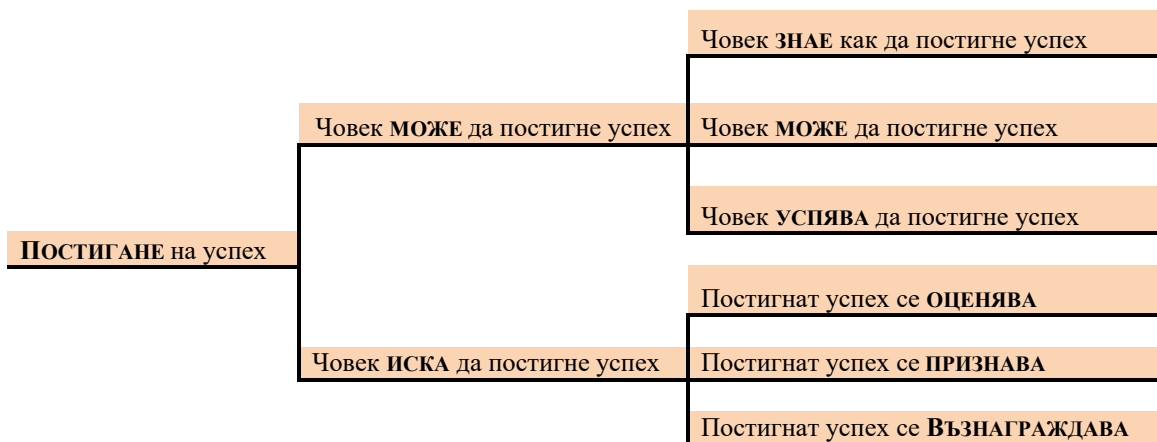 Човек ЗНАЕ как да постигне успех
Човек МОЖЕ да постигне успех
Човек МОЖЕ да постигне успех
Човек УСПЯВА да постигне успех
ПОСТИГАНЕ на успех
Постигнат успех се ОЦЕНЯВА
Човек ИСКА да постигне успех
Постигнат успех се ПРИЗНАВА
Постигнат успех се ВЪЗНАГРАЖДАВА